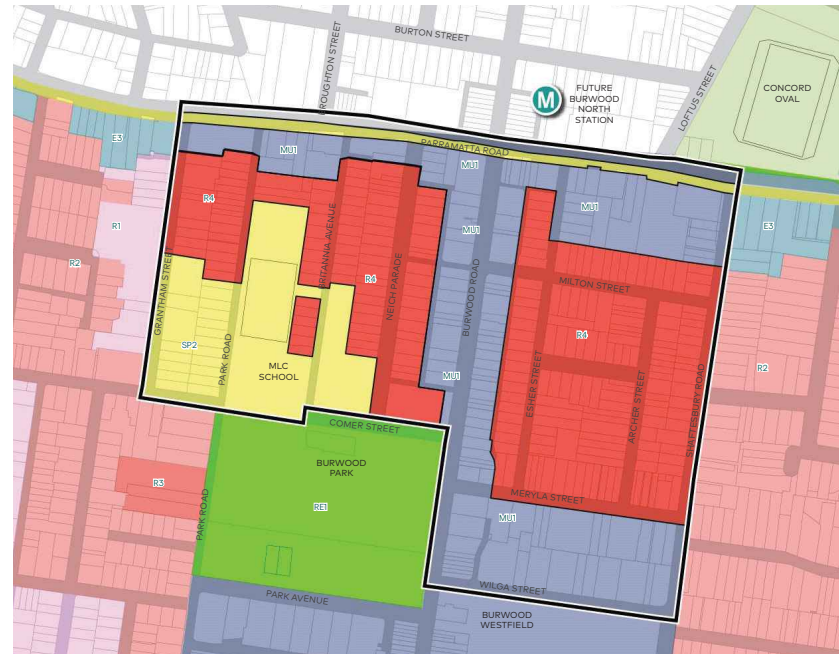 BURTON STREET
BROUGHTON STREET
LOFTUS STREET
CONCORD
OVAL
M
FUTURE
BURWOOD
NORTH
STATION
E3
MU1
PARRAMATTA ROAD
MU1
R4
R1
MU1
E3
R2
BRITANNIA AVENUE
MU1
GRANTHAM STREET
R4
NEICH PARADE
BURWOOD ROAD
MILTON STREET
R4
SP2
PARK ROAD
MLC
SCHOOL
MU1
ESHER STREET
ARCHER STREET
SHAFTESBURY ROAD
R2
COMER STREET
BURWOOD
PARK
R3
RE1
PARK ROAD
MERYLA STREET
MU1
PARK AVENUE
WILGA STREET
BURWOOD
WESTFIELD